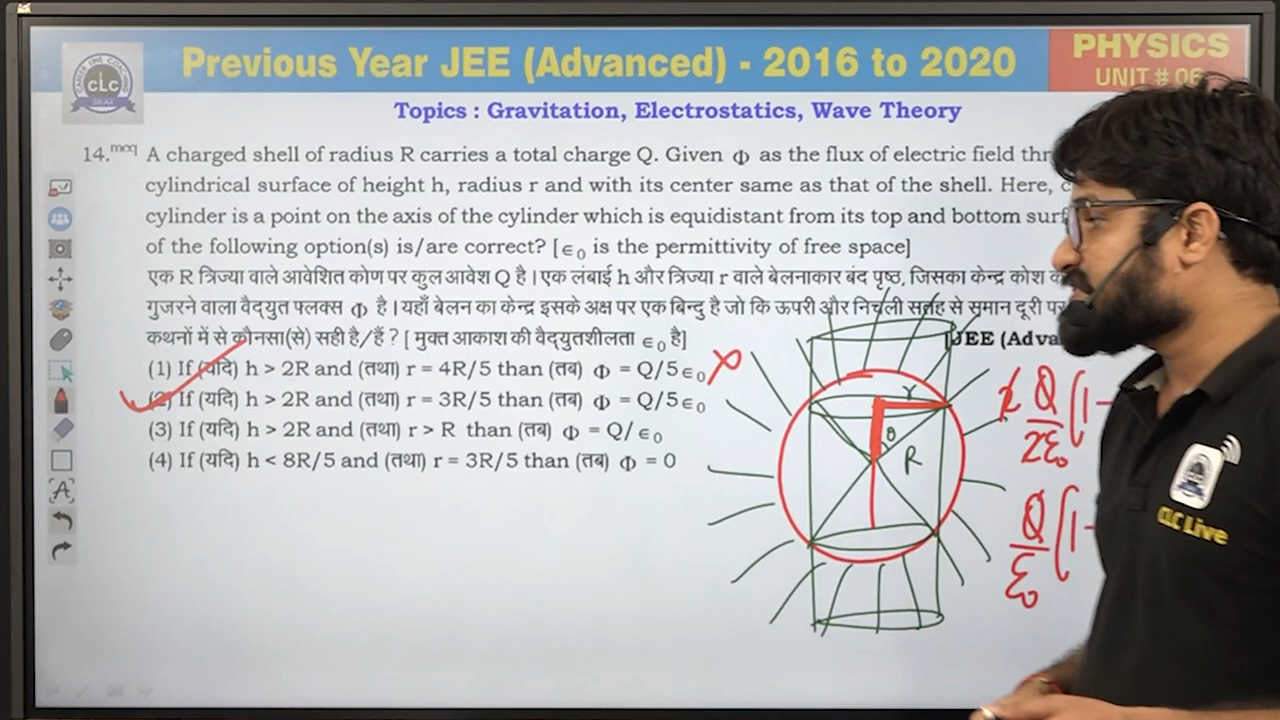 Previous Year JEE (Advanced) - 2016 to 2020
PHYSICS
UNIT # 06
CLC
SIKAR
Topics : Gravitation, Electrostatics, Wave Theory
14.mcq A charged shell of radius R carries a total charge Q. Given Φ as the flux of electric field
cylindrical surface of height h, radius r and with its center same as that of the shell. Here,
cylinder is a point on the axis of the cylinder which is equidistant from its top and bottom
of the following option(s) is/are correct? [∈0 is the permittivity of free space]
एक R त्रिज्या वाले आवेशित कोण पर कुल आवेश Q है। एक लंबाई h और त्रिज्या r वाले बेलनाकार बंद पृष्ठ, जिसका केन्द्र कोश
गुजरने वाला वैद्युत फ्लक्स Φ है। यहाँ बेलन का केन्द्र इसके अक्ष पर एक बिन्दु है जो कि ऊपरी और निचली सतह से समान दूरी पर
कथनों में से कौनसा(से) सही है/हैं? [ मुक्त आकाश की वैद्युतशीलता ∈0 है]
[JEE (Adva
(1) If (यदि) h > 2R and (तथा) r = 4R/5 than (तब) Φ = Q/5∈0
(2) If (यदि) h > 2R and (तथा) r = 3R/5 than (तब) Φ = Q/5∈0
(3) If (यदि) h > 2R and (तथा) r > R than (तब) Φ = Q/∈0
(4) If (यदि) h < 8R/5 and (तथा) r = 3R/5 than (तब) Φ = 0
r
θ
R
2 Q/2ε0 (1-
Q/ε0 (1-
CLC Live